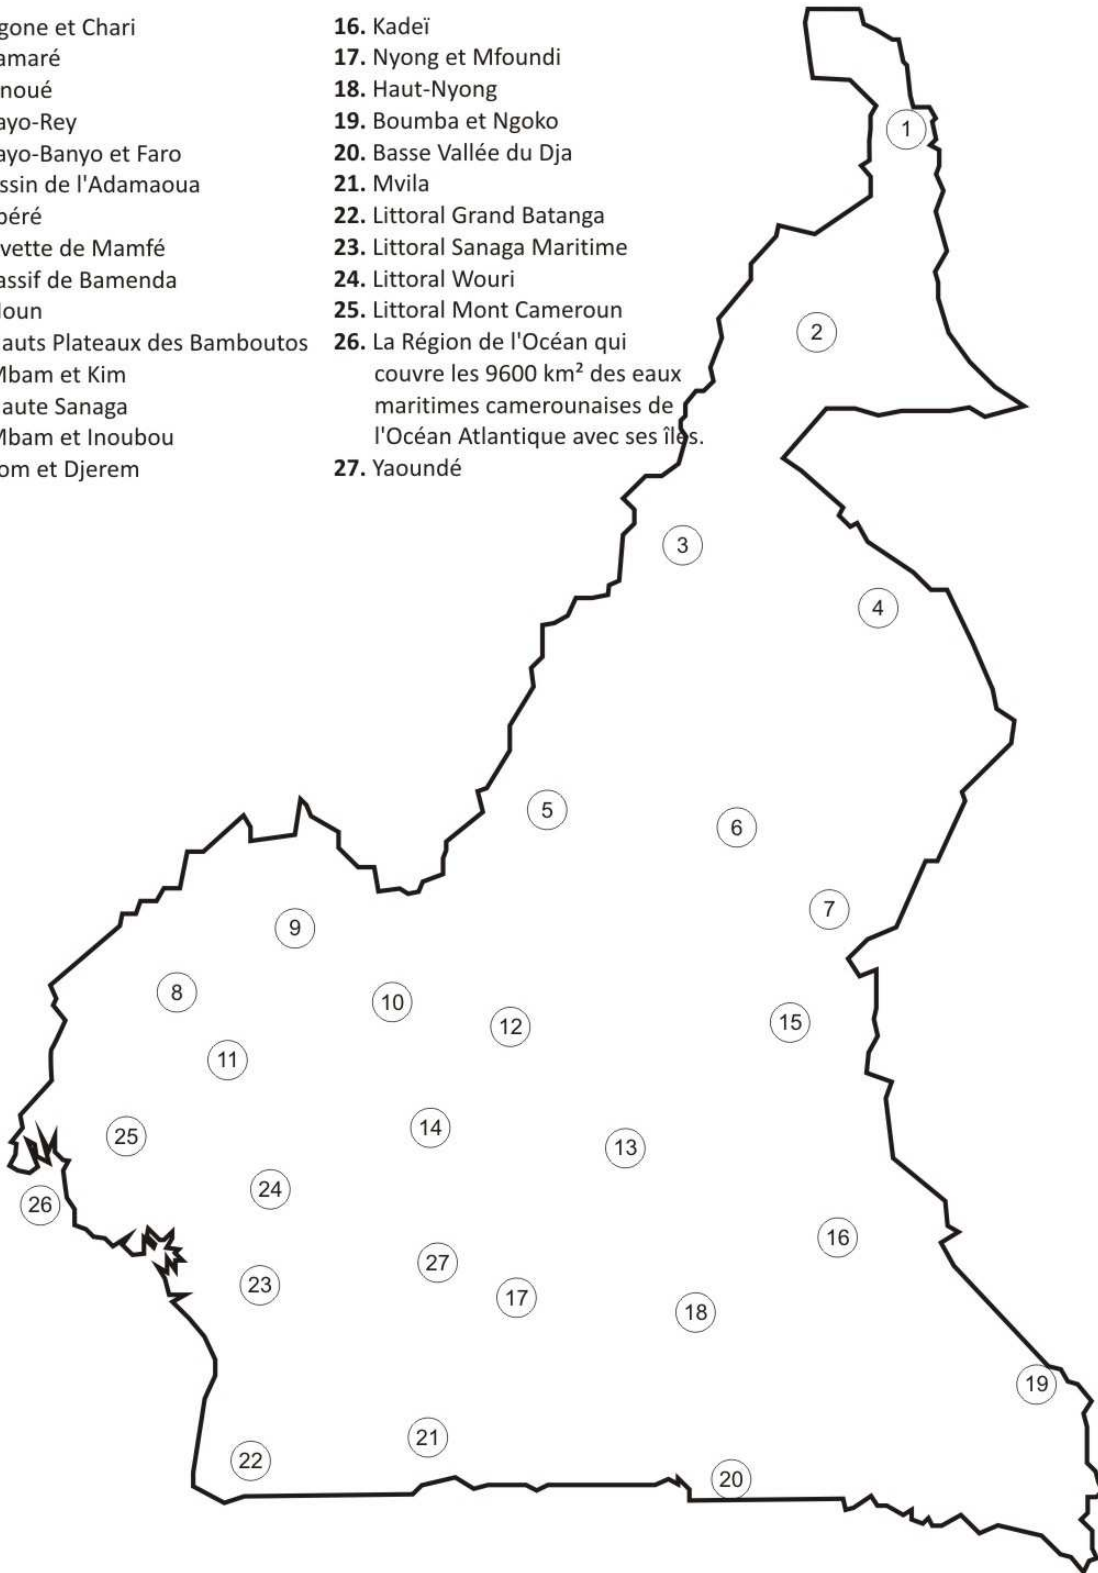 gone et Chari
amaré
noué
ayo-Rey
ayo-Banyo et Faro
ssin de l'Adamaoua
béré
vette de Mamfé
assif de Bamenda
oun
auts Plateaux des Bamboutos
Mbam et Kim
aute Sanaga
Mbam et Inoubou
om et Djerem
16. Kadeï
17. Nyong et Mfoundi
18. Haut-Nyong
19. Boumba et Ngoko
20. Basse Vallée du Dja
21. Mvila
22. Littoral Grand Batanga
23. Littoral Sanaga Maritime
24. Littoral Wouri
25. Littoral Mont Cameroun
26. La Région de l'Océan qui
couvre les 9600 km² des eaux
maritimes camerounaises de
l'Océan Atlantique avec ses îles.
27. Yaoundé
1
2
3
4
5
6
7
9
8
10
15
12
11
14
25
13
24
26
16
27
23
17
18
19
21
22
20